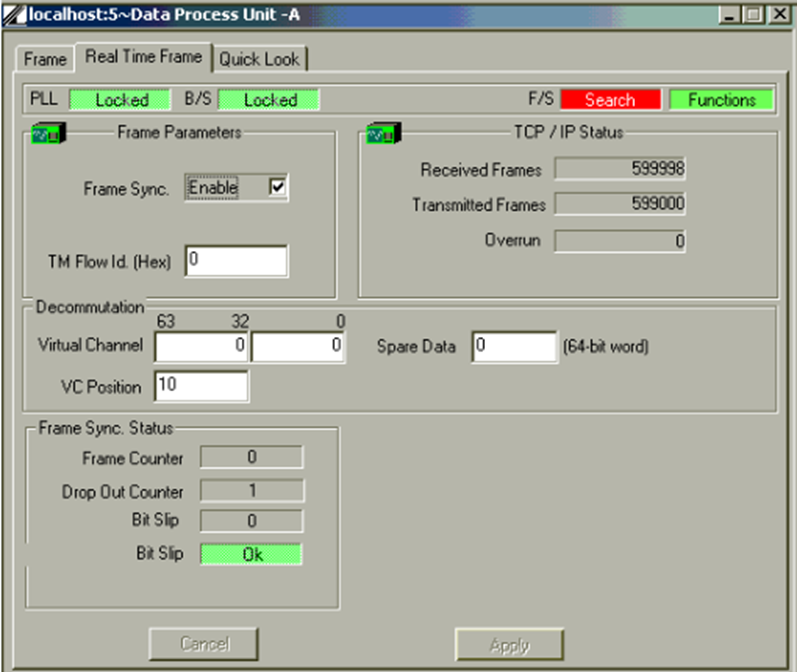 localhost:5~Data Process Unit -A
Frame Real Time Frame Quick Look
PLL Locked B/S Locked F/S Search Functions
Frame Parameters
Frame Sync. Enable
TM Flow Id. (Hex) 0
TCP / IP Status
Received Frames 599998
Transmitted Frames 599000
Overrun 0
Decommutation
63 32 0
Virtual Channel 0 0 Spare Data 0 (64-bit word)
VC Position 10
Frame Sync. Status
Frame Counter 0
Drop Out Counter 1
Bit Slip 0
Bit Slip Ok
Cancel Apply